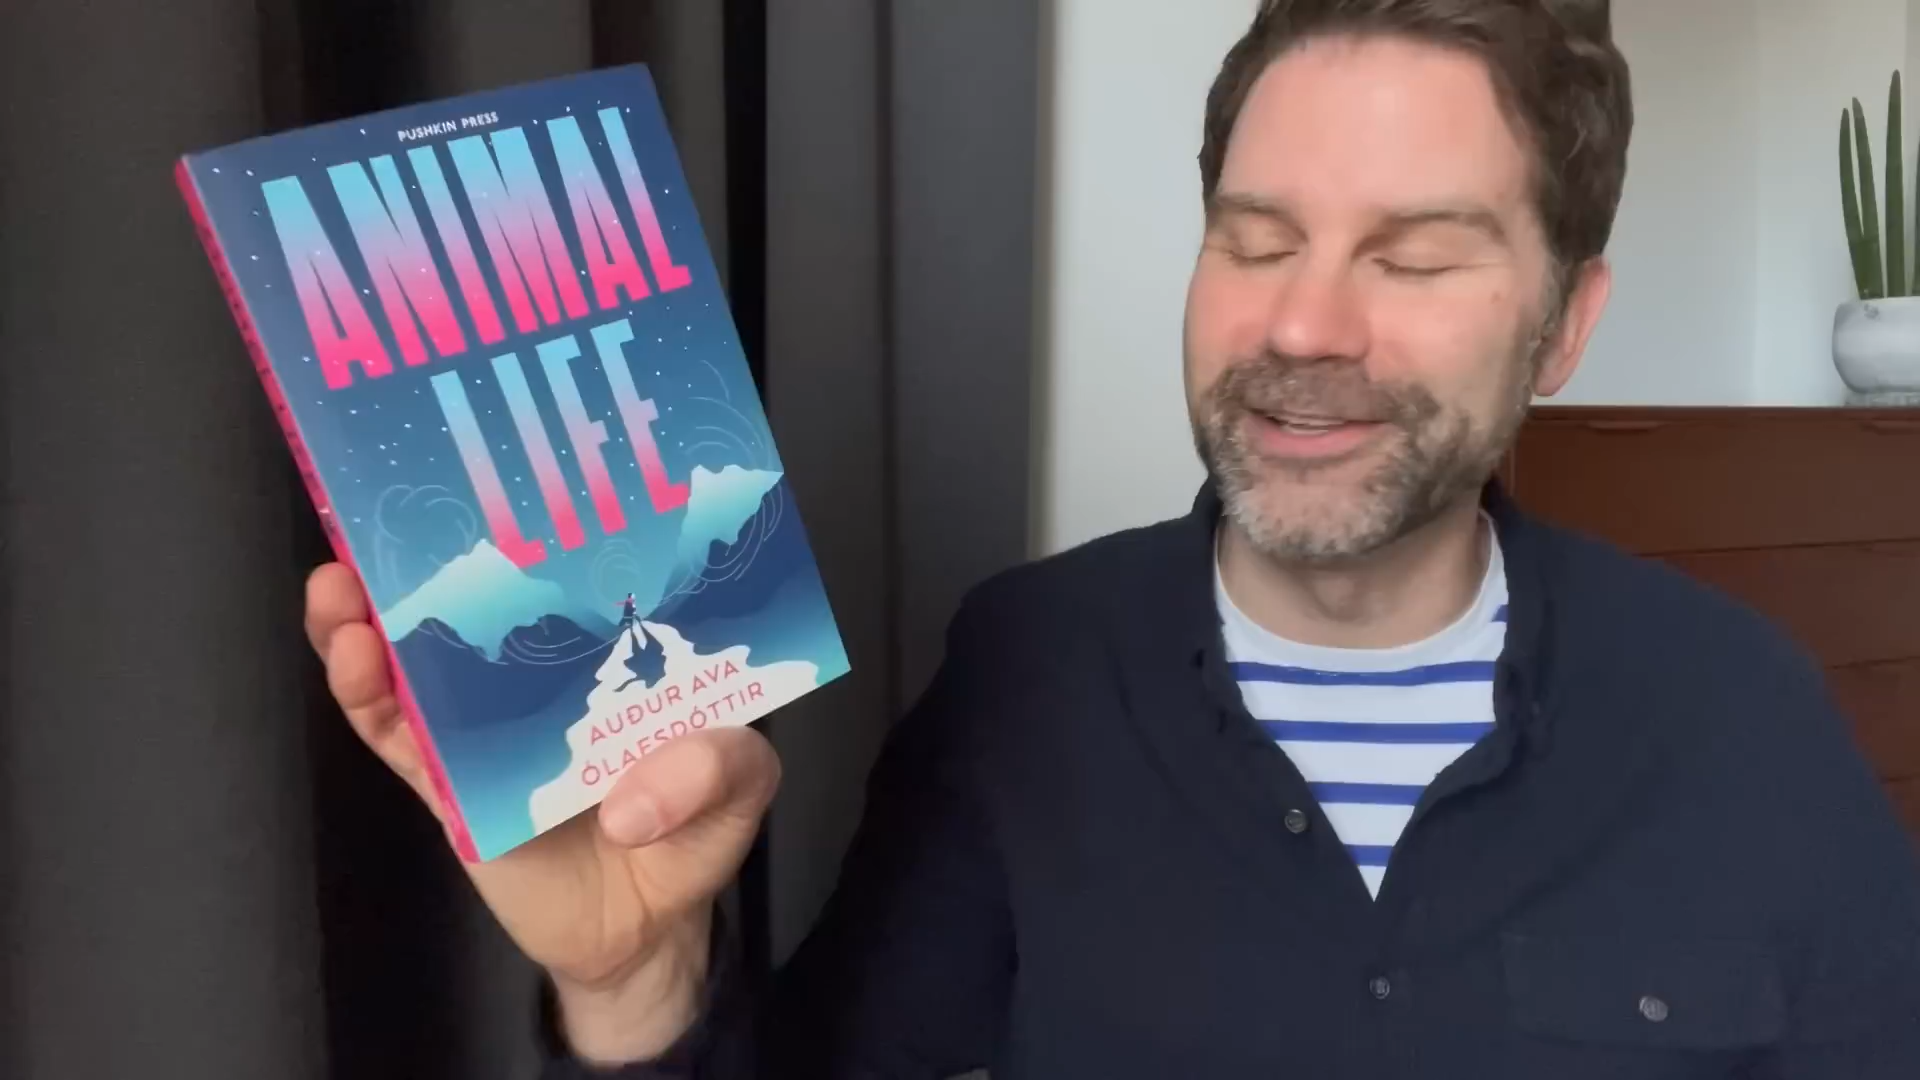 PUSHKIN PRESS
ANIMAL
LIFE
AUÐUR AVA
ÓLAFSDÓTTIR